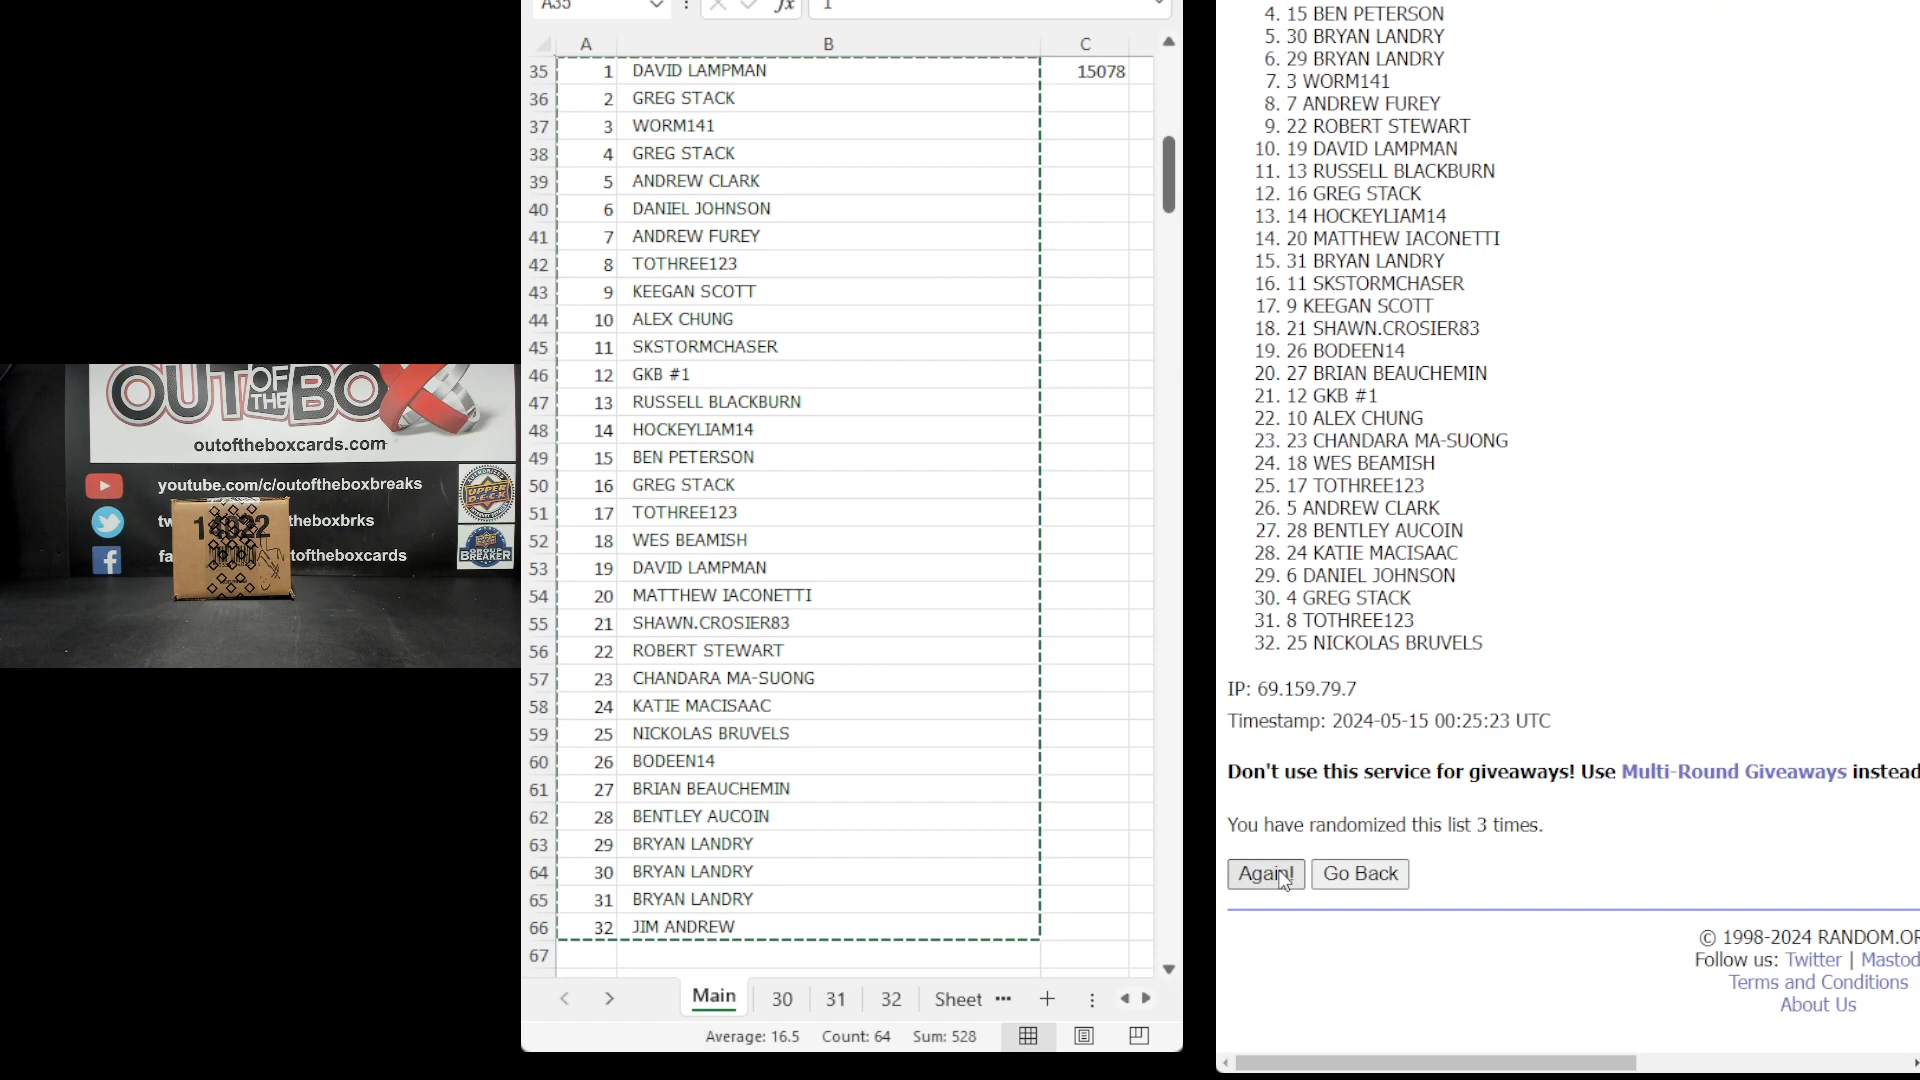 OUT OF THE BO
outoftheboxcards.com
youtube.com/c/outoftheboxbreaks
tw theboxbrks
fa toftheboxcards
14922
UPPER DECK
GROUP BREAKER
A35
fx
1
A B C
35 1 DAVID LAMPMAN 15078
36 2 GREG STACK
37 3 WORM141
38 4 GREG STACK
39 5 ANDREW CLARK
40 6 DANIEL JOHNSON
41 7 ANDREW FUREY
42 8 TOTHREE123
43 9 KEEGAN SCOTT
44 10 ALEX CHUNG
45 11 SKSTORMCHASER
46 12 GKB #1
47 13 RUSSELL BLACKBURN
48 14 HOCKEYLIAM14
49 15 BEN PETERSON
50 16 GREG STACK
51 17 TOTHREE123
52 18 WES BEAMISH
53 19 DAVID LAMPMAN
54 20 MATTHEW IACONETTI
55 21 SHAWN.CROSIER83
56 22 ROBERT STEWART
57 23 CHANDARA MA-SUONG
58 24 KATIE MACISAAC
59 25 NICKOLAS BRUVELS
60 26 BODEEN14
61 27 BRIAN BEAUCHEMIN
62 28 BENTLEY AUCOIN
63 29 BRYAN LANDRY
64 30 BRYAN LANDRY
65 31 BRYAN LANDRY
66 32 JIM ANDREW
67
Main 30 31 32 Sheet ...
Average: 16.5 Count: 64 Sum: 528
4. 15 BEN PETERSON
5. 30 BRYAN LANDRY
6. 29 BRYAN LANDRY
7. 3 WORM141
8. 7 ANDREW FUREY
9. 22 ROBERT STEWART
10. 19 DAVID LAMPMAN
11. 13 RUSSELL BLACKBURN
12. 16 GREG STACK
13. 14 HOCKEYLIAM14
14. 20 MATTHEW IACONETTI
15. 31 BRYAN LANDRY
16. 11 SKSTORMCHASER
17. 9 KEEGAN SCOTT
18. 21 SHAWN.CROSIER83
19. 26 BODEEN14
20. 27 BRIAN BEAUCHEMIN
21. 12 GKB #1
22. 10 ALEX CHUNG
23. 23 CHANDARA MA-SUONG
24. 18 WES BEAMISH
25. 17 TOTHREE123
26. 5 ANDREW CLARK
27. 28 BENTLEY AUCOIN
28. 24 KATIE MACISAAC
29. 6 DANIEL JOHNSON
30. 4 GREG STACK
31. 8 TOTHREE123
32. 25 NICKOLAS BRUVELS
IP: 69.159.79.7
Timestamp: 2024-05-15 00:25:23 UTC
Don't use this service for giveaways! Use Multi-Round Giveaways instead
You have randomized this list 3 times.
Again! Go Back
© 1998-2024 RANDOM.OR
Follow us: Twitter | Mastod
Terms and Conditions
About Us